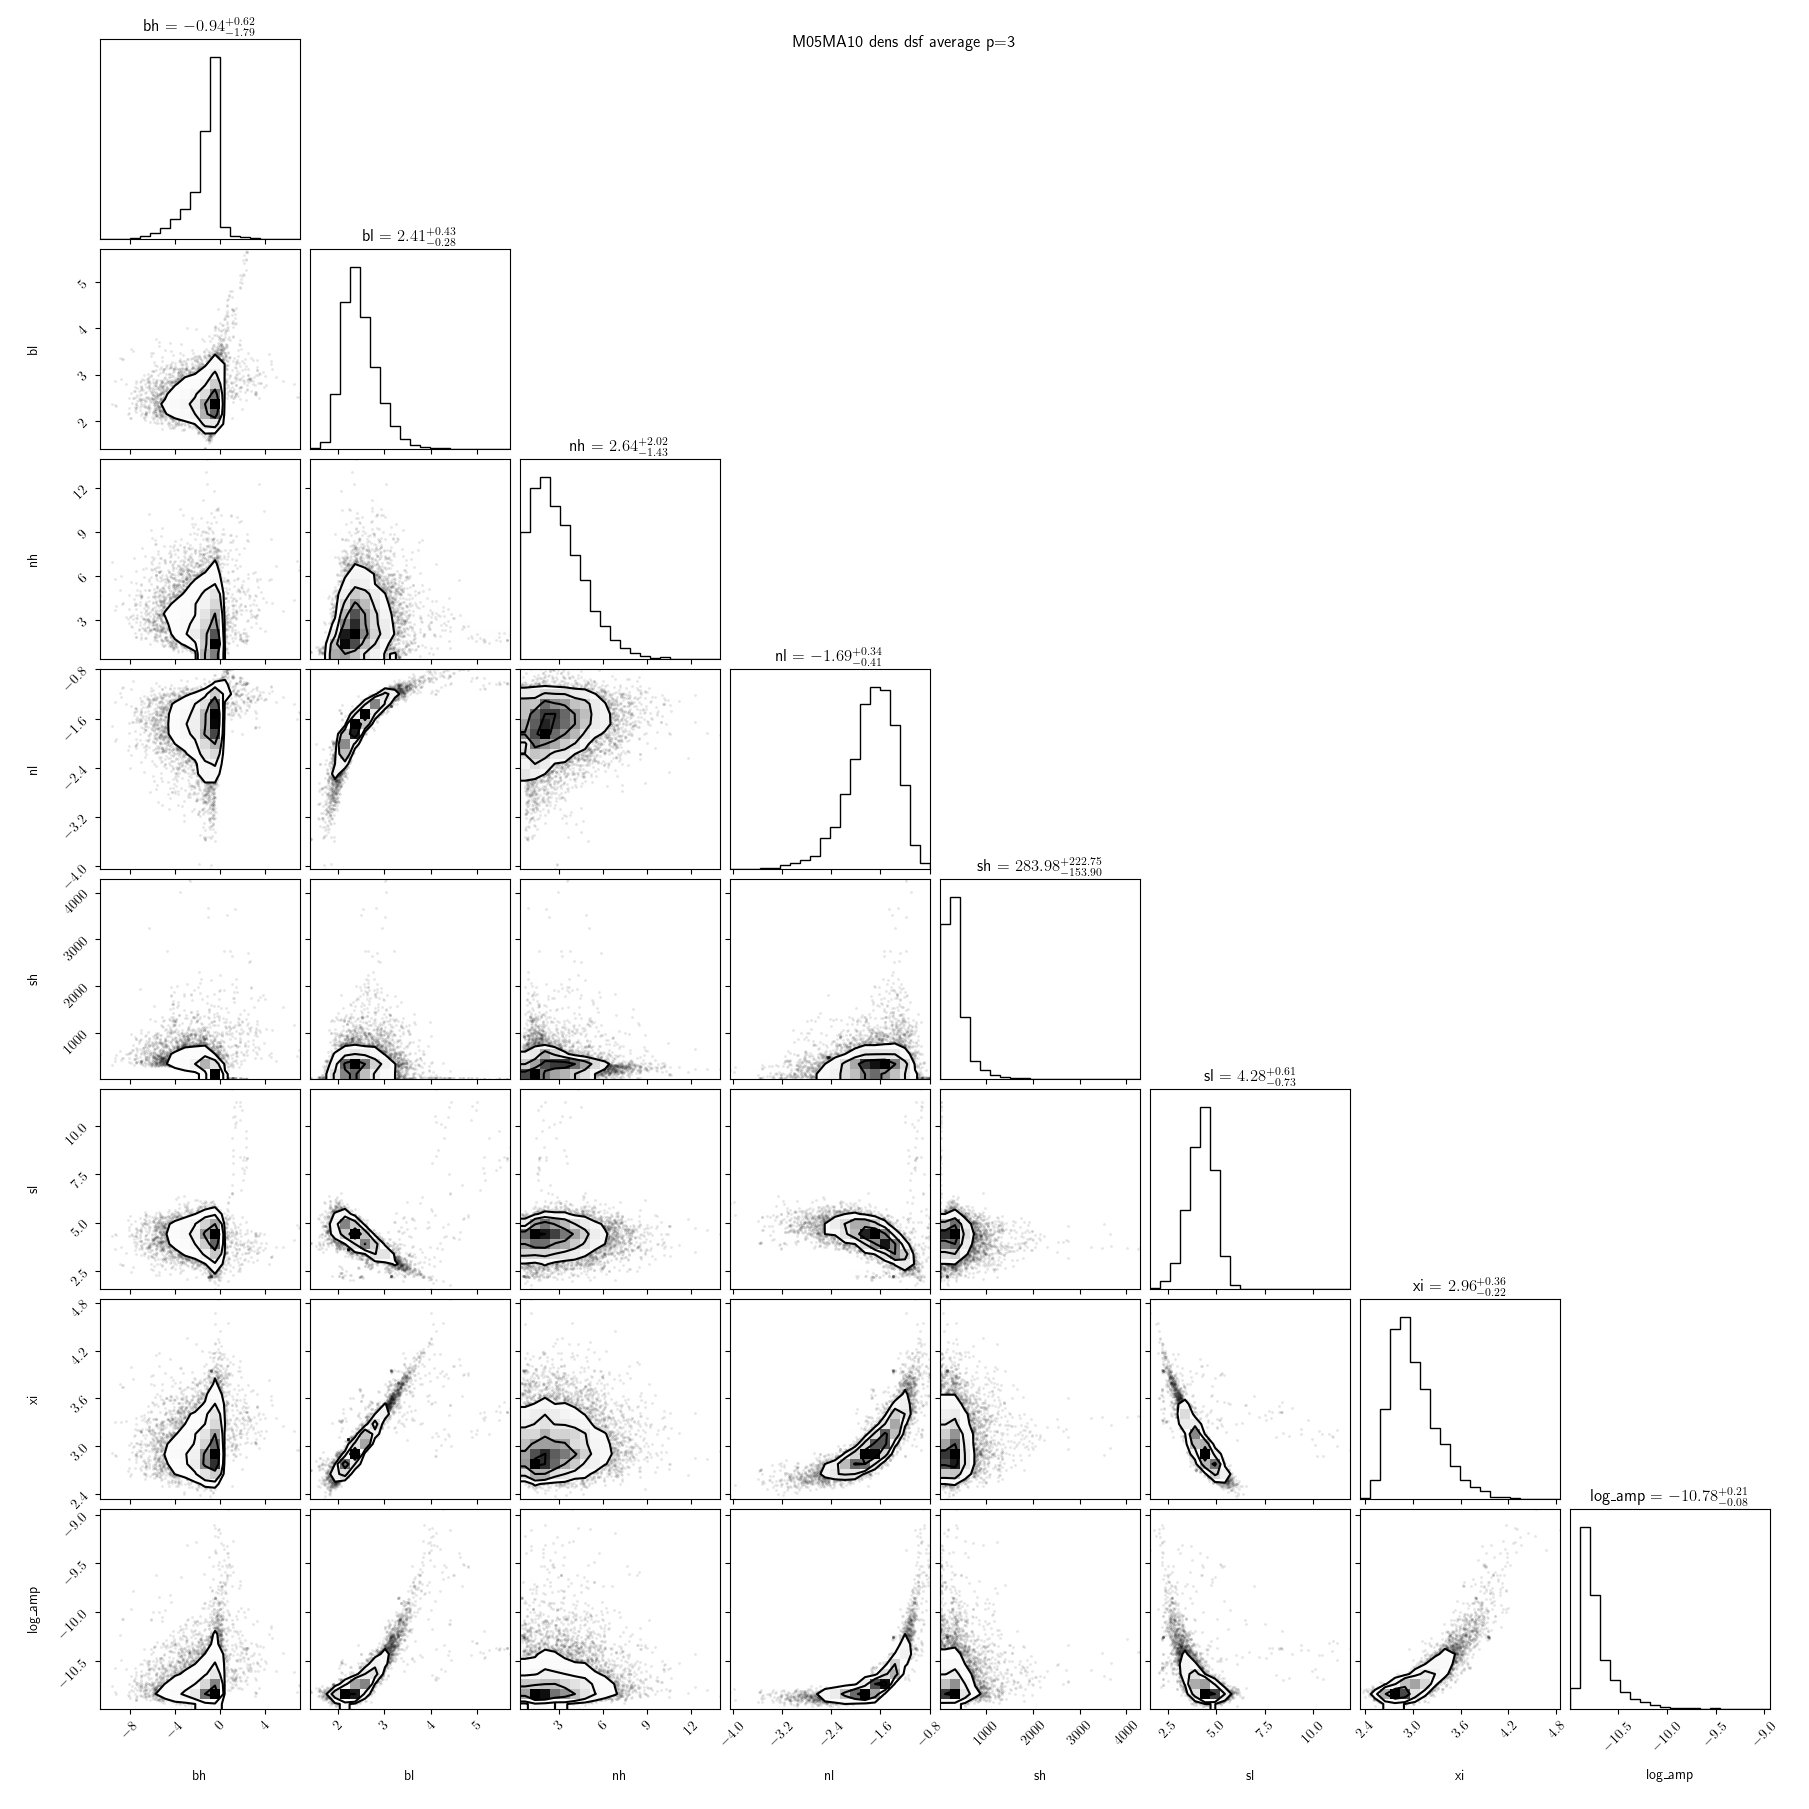 M05MA10 dens dsf average p=3
bh = −0.94+0.62−1.79
bl = 2.41+0.43−0.28
bl
5
4
3
2
nh = 2.64+2.02−1.43
nh
12
9
6
3
nl = −1.69+0.34−0.41
nl
−0.8
−1.6
−2.4
−3.2
−4.0
sh = 283.98+222.75−153.90
sh
4000
3000
2000
1000
sl = 4.28+0.61−0.73
sl
10.0
7.5
5.0
2.5
xi = 2.96+0.36−0.22
xi
4.8
4.2
3.6
3.0
2.4
log_amp = −10.78+0.21−0.08
log_amp
−9.0
−9.5
−10.0
−10.5
−8 −4 0 4
2 3 4 5
3 6 9 12
−4.0 −3.2 −2.4 −1.6 −0.8
1000 2000 3000 4000
2.5 5.0 7.5 10.0
2.4 3.0 3.6 4.2 4.8
−10.5 −10.0 −9.5 −9.0
bh bl nh nl sh sl xi log_amp